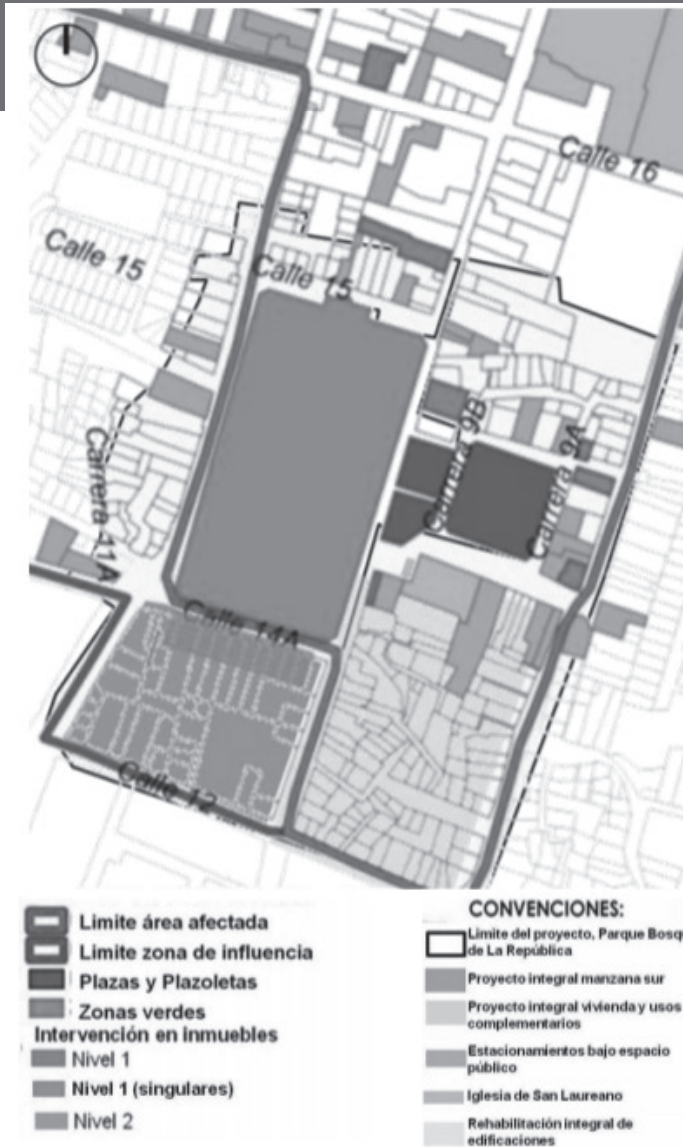 Calle 16
Calle 15
Calle 15
Carrera 9B
Carrera 9A
Carrera 11A
Calle 14A
Calle 12
Limite área afectada
Limite zona de influencia
Plazas y Plazoletas
Zonas verdes
Intervención en inmuebles
Nivel 1
Nivel 1 (singulares)
Nivel 2
CONVENCIONES:
Limite del proyecto, Parque Bosq
de La República
Proyecto integral manzana sur
Proyecto integral vivienda y usos
complementarios
Estacionamientos bajo espacio
público
Iglesia de San Laureano
Rehabilitación integral de
edificaciones